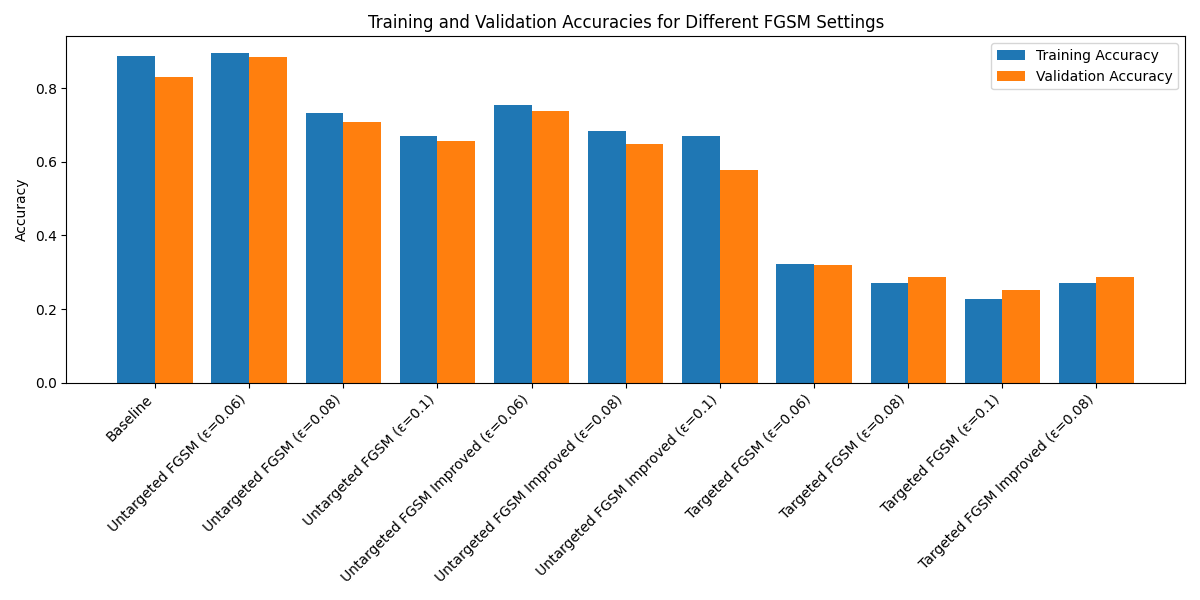 Training and Validation Accuracies for Different FGSM Settings
Training Accuracy
Validation Accuracy
Accuracy
0.8
0.6
0.4
0.2
0.0
Baseline
Untargeted FGSM (ε=0.06)
Untargeted FGSM (ε=0.08)
Untargeted FGSM (ε=0.1)
Untargeted FGSM Improved (ε=0.06)
Untargeted FGSM Improved (ε=0.08)
Untargeted FGSM Improved (ε=0.1)
Targeted FGSM (ε=0.06)
Targeted FGSM (ε=0.08)
Targeted FGSM (ε=0.1)
Targeted FGSM Improved (ε=0.08)